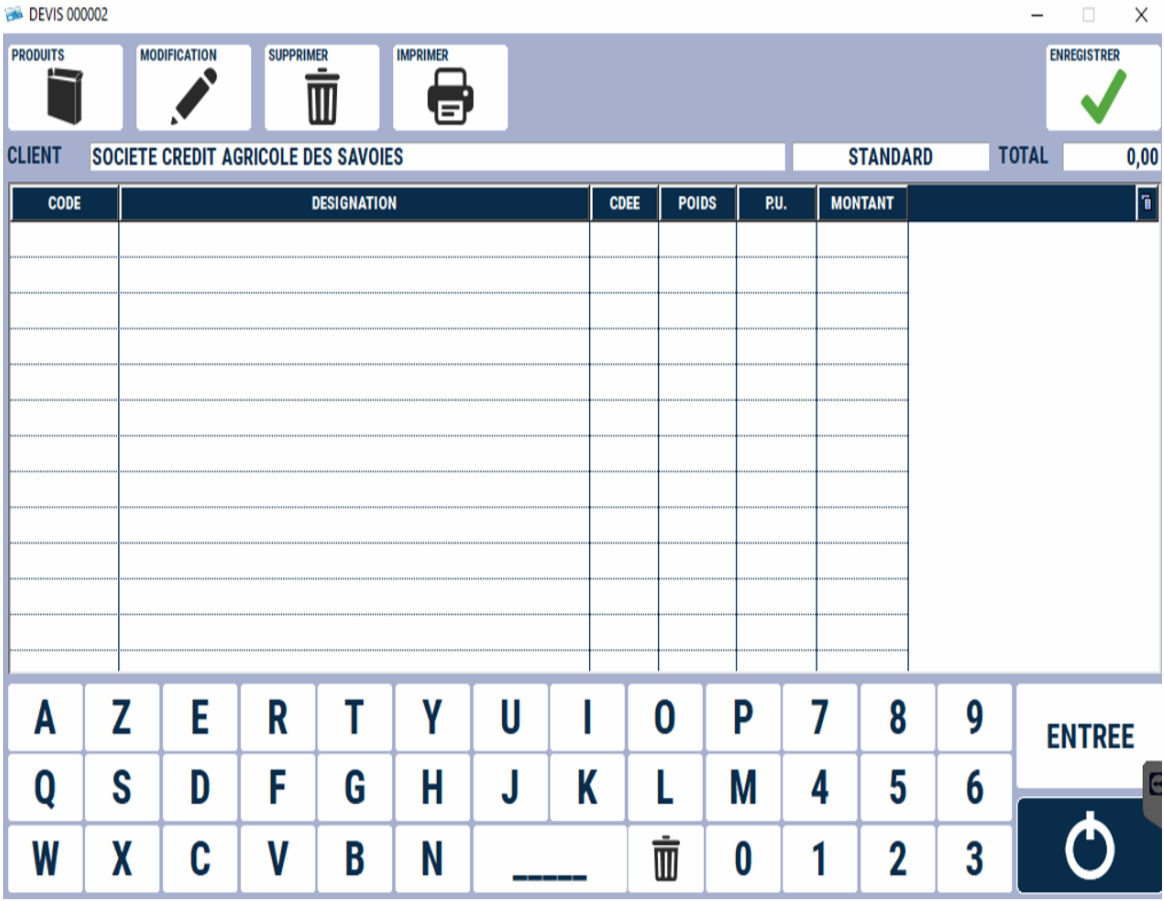 DEVIS 000002
PRODUITS MODIFICATION SUPPRIMER IMPRIMER ENREGISTRER
CLIENT SOCIETE CREDIT AGRICOLE DES SAVOIES STANDARD TOTAL 0,00
CODE DESIGNATION CDEE POIDS P.U. MONTANT
A Z E R T Y U I O P 7 8 9
ENTREE
Q S D F G H J K L M 4 5 6
W X C V B N _____ 0 1 2 3